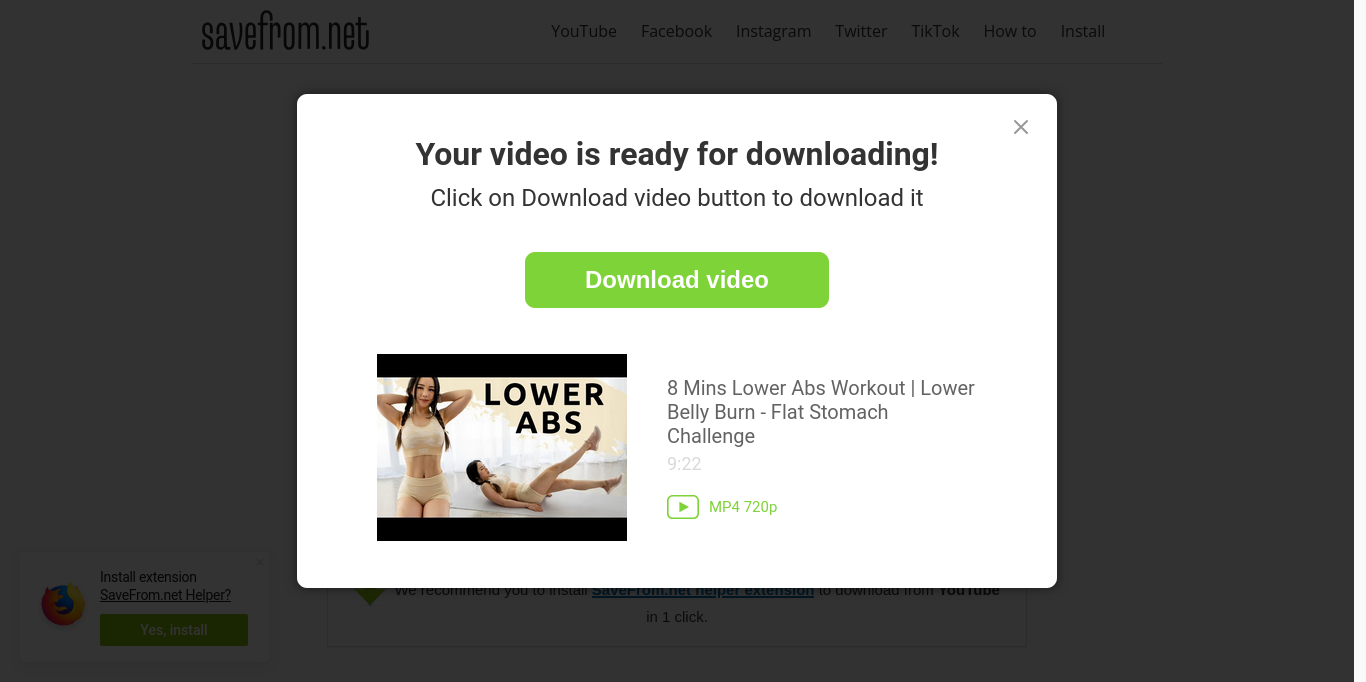 savefrom.net
YouTube Facebook Instagram Twitter TikTok How to Install
Your video is ready for downloading!
Click on Download video button to download it
Download video
LOWER
ABS
8 Mins Lower Abs Workout | Lower
Belly Burn - Flat Stomach
Challenge
9:22
MP4 720p
Install extension
SaveFrom.net Helper?
Yes, install
We recommend you to install SaveFrom.net helper extension to download from YouTube
in 1 click.